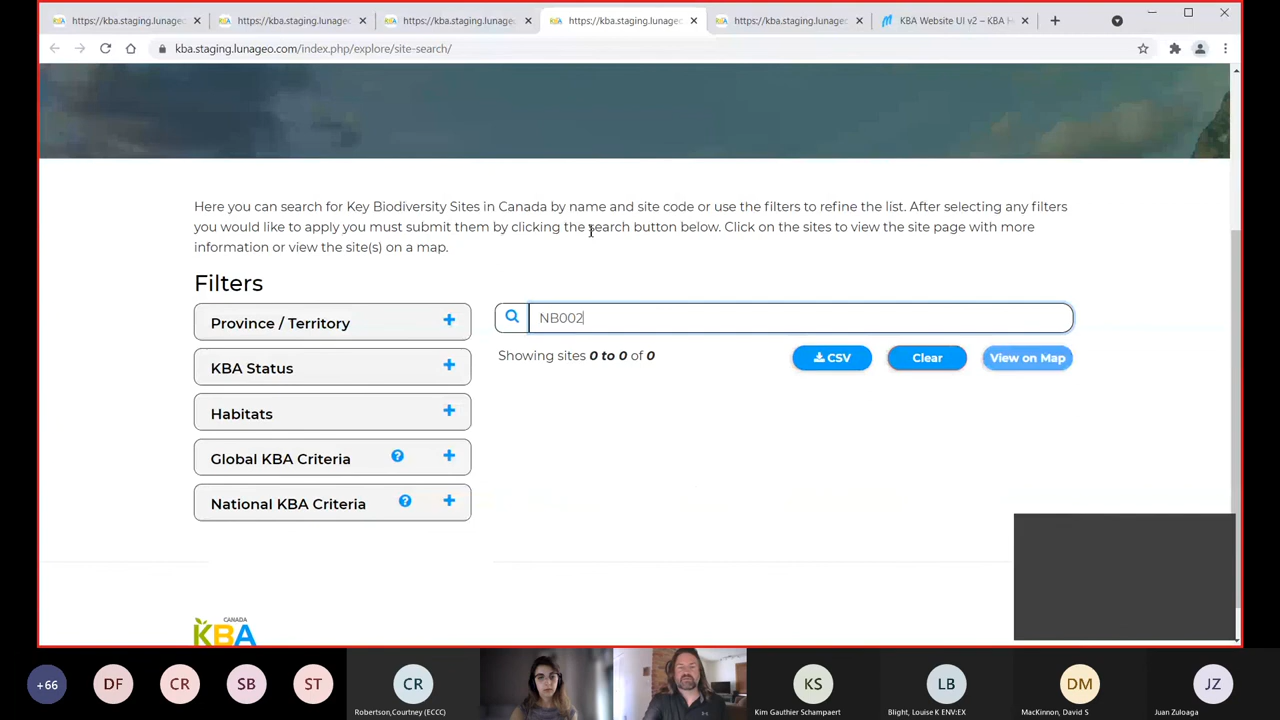 https://kba.staging.lunageo.c
https://kba.staging.lunageo.c
https://kba.staging.lunageo.c
https://kba.staging.lunageo.c
https://kba.staging.lunageo.c
KBA Website UI v2 – KBA H
kba.staging.lunageo.com/index.php/explore/site-search/
Here you can search for Key Biodiversity Sites in Canada by name and site code or use the filters to refine the list. After selecting any filters
you would like to apply you must submit them by clicking the search button below. Click on the sites to view the site page with more
information or view the site(s) on a map.
Filters
Province / Territory +
NB002
KBA Status +
Showing sites 0 to 0 of 0
CSV
Clear
View on Map
Habitats +
Global KBA Criteria ? +
National KBA Criteria ? +
CANADA
KBA
+66
DF
CR
SB
ST
CR
Robertson,Courtney (ECCC)
KS
Kim Gauthier Schampaert
LB
Blight, Louise K ENV:EX
DM
MacKinnon, David S
JZ
Juan Zuloaga